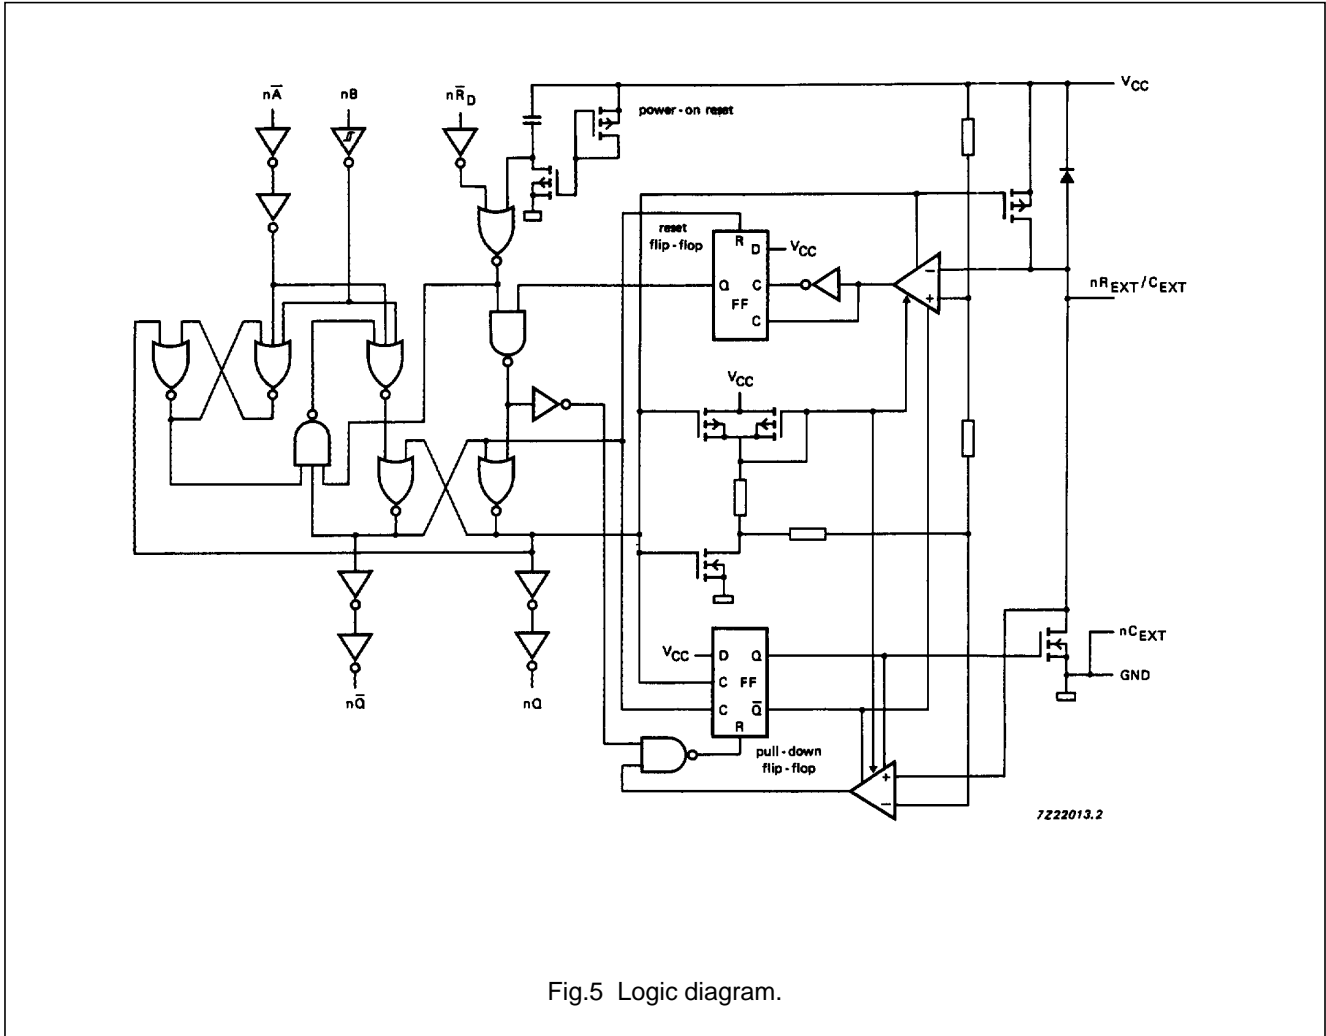 nA̅
nB
nR̅D
power-on reset
VCC
reset
flip-flop
R
D
VCC
Q
C
FF
C
−
+
nREXT/CEXT
VCC
VCC
D
Q
C
FF
C
Q̅
R
pull-down
flip-flop
nCEXT
GND
nQ̅
nQ
+
−
7Z22013.2
Fig.5 Logic diagram.